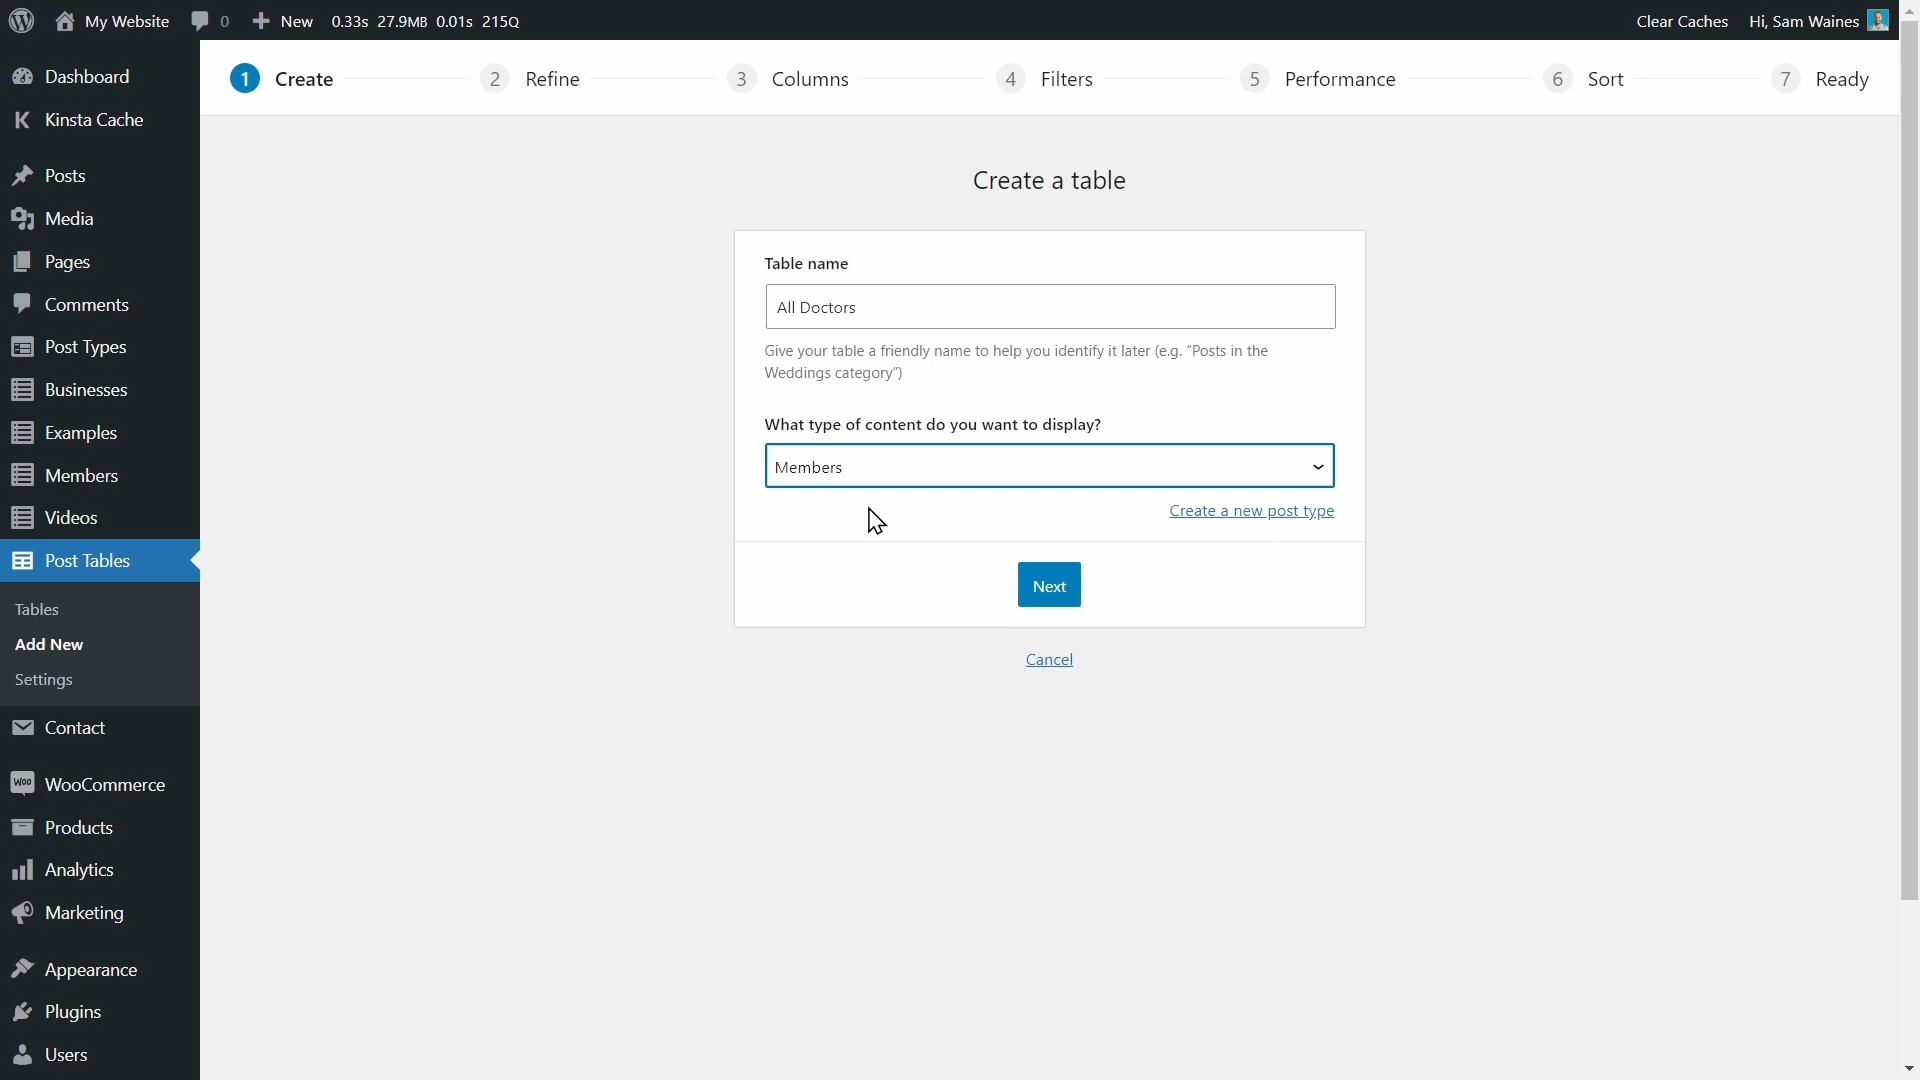 My Website 0 New 0.33s 27.9MB 0.01s 215Q Clear Caches Hi, Sam Waines
Dashboard
Kinsta Cache
Posts
Media
Pages
Comments
Post Types
Businesses
Examples
Members
Videos
Post Tables
Tables
Add New
Settings
Contact
WooCommerce
Products
Analytics
Marketing
Appearance
Plugins
Users
1 Create 2 Refine 3 Columns 4 Filters 5 Performance 6 Sort 7 Ready
Create a table
Table name
All Doctors
Give your table a friendly name to help you identify it later (e.g. "Posts in the
Weddings category")
What type of content do you want to display?
Members
Create a new post type
Next
Cancel